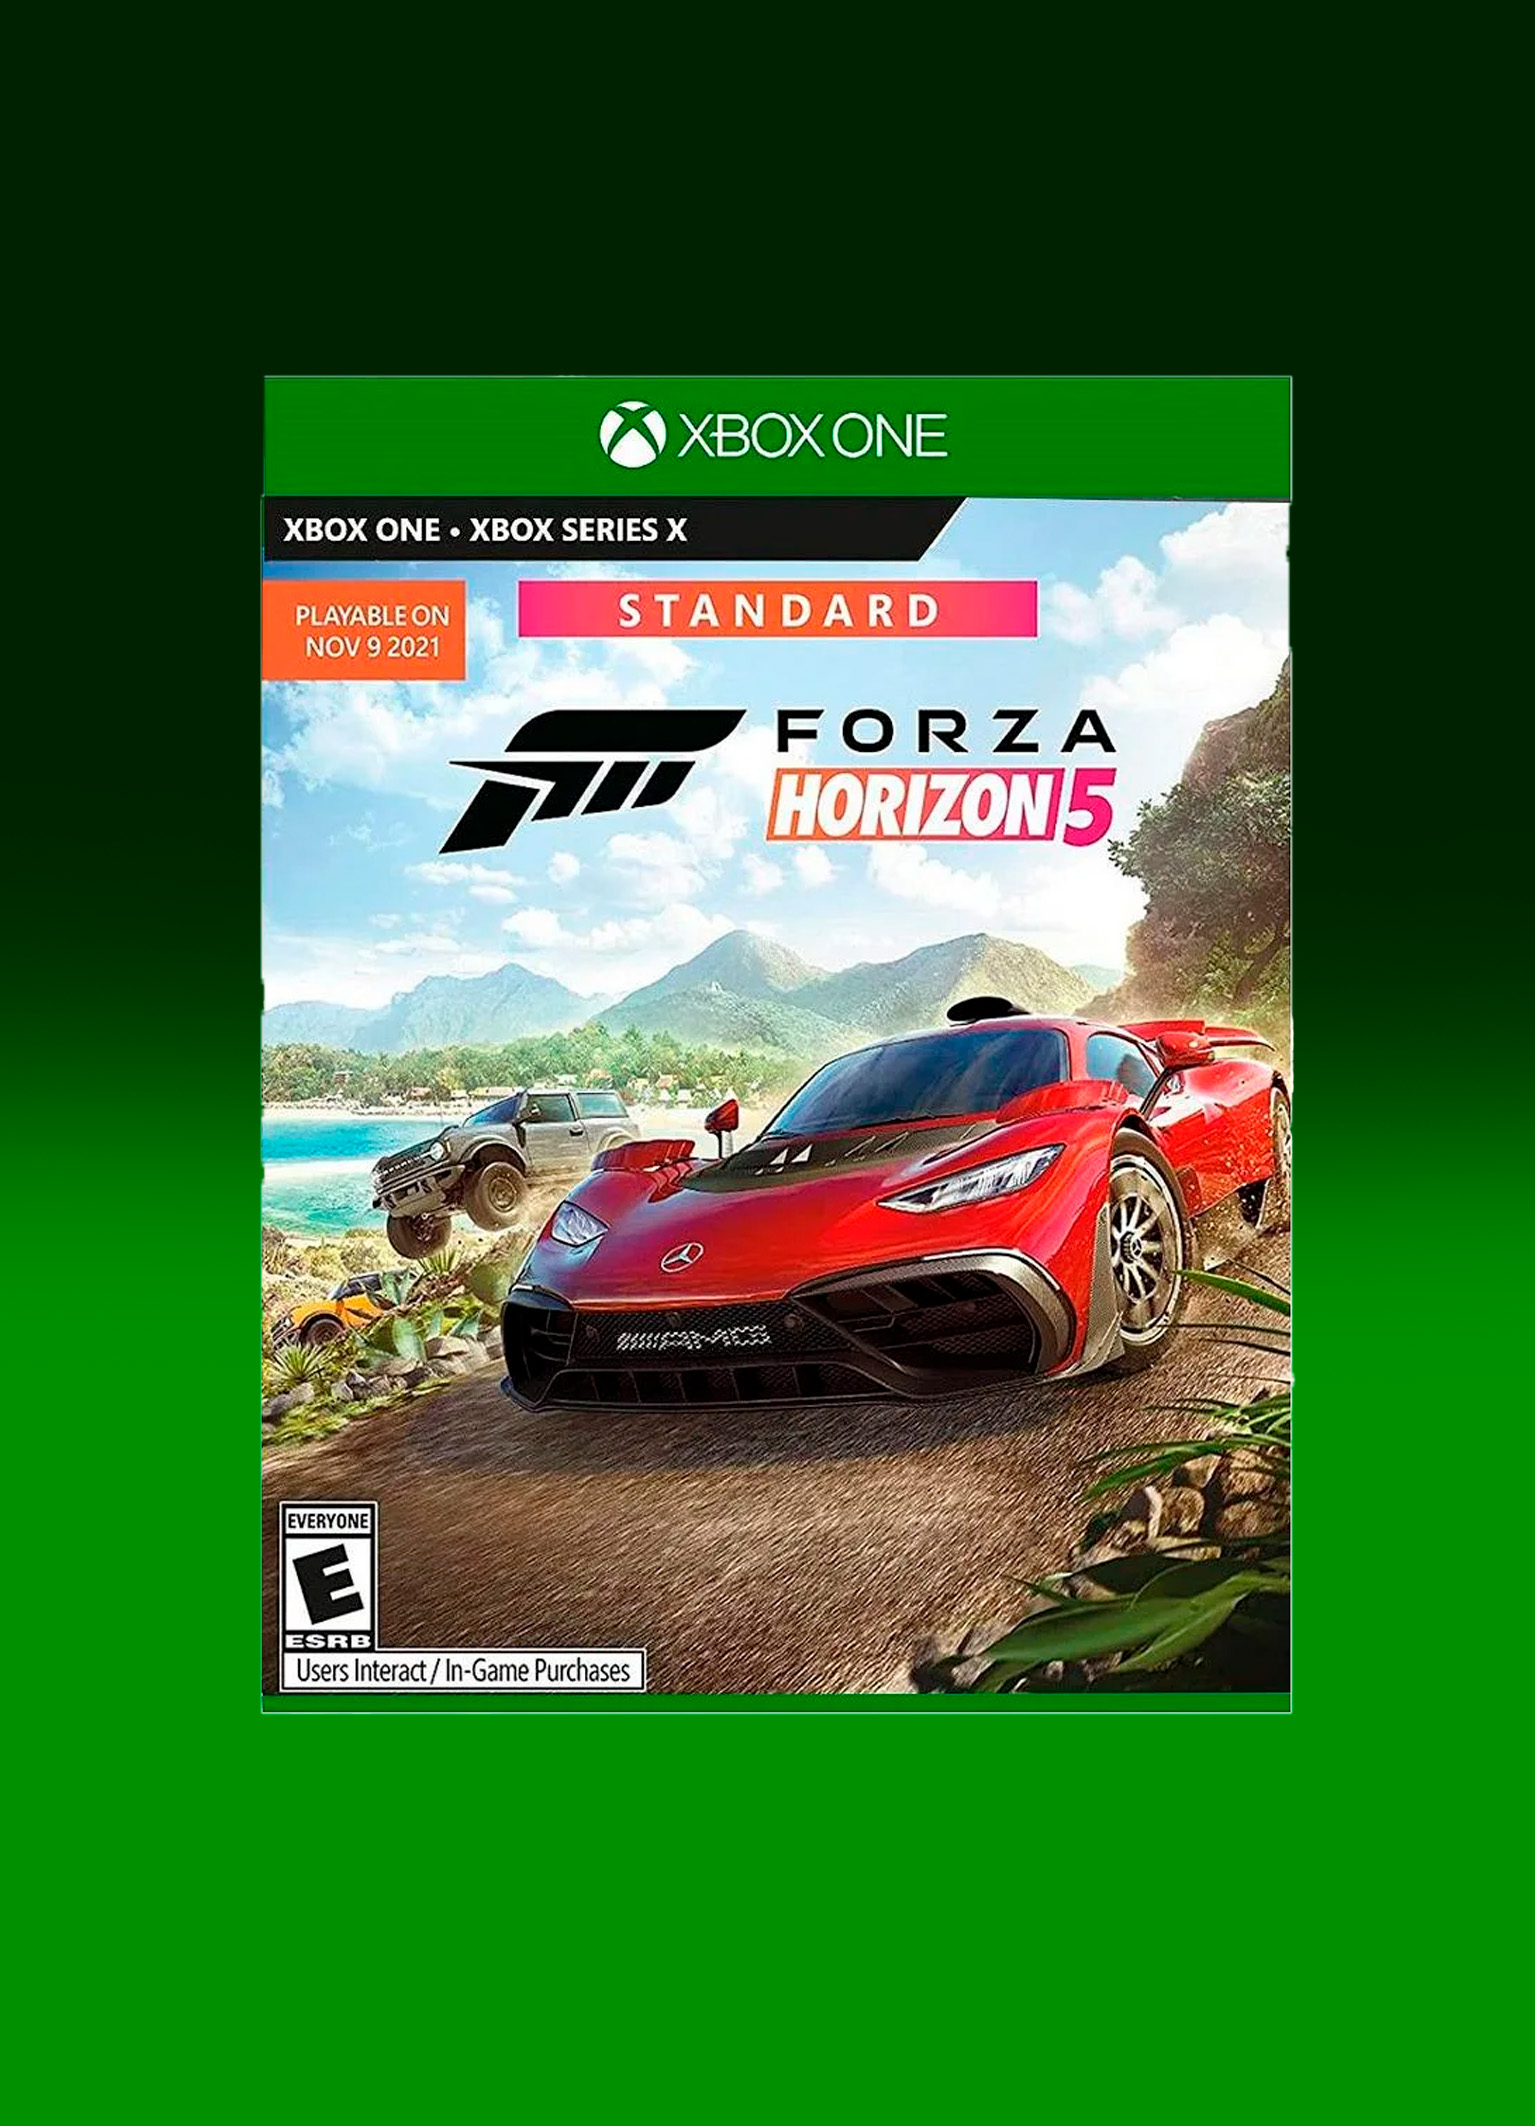 XBOX ONE
XBOX ONE • XBOX SERIES X
STANDARD
PLAYABLE ON
NOV 9 2021
FORZA
HORIZON 5
AMG
EVERYONE
E
ESRB
Users Interact / In-Game Purchases